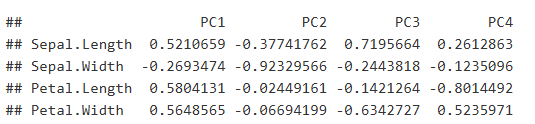 ##                     PC1         PC2        PC3        PC4
## Sepal.Length  0.5210659 -0.37741762  0.7195664  0.2612863
## Sepal.Width  -0.2693474 -0.92329566 -0.2443818 -0.1235096
## Petal.Length  0.5804131 -0.02449161 -0.1421264 -0.8014492
## Petal.Width   0.5648565 -0.06694199 -0.6342727  0.5235971